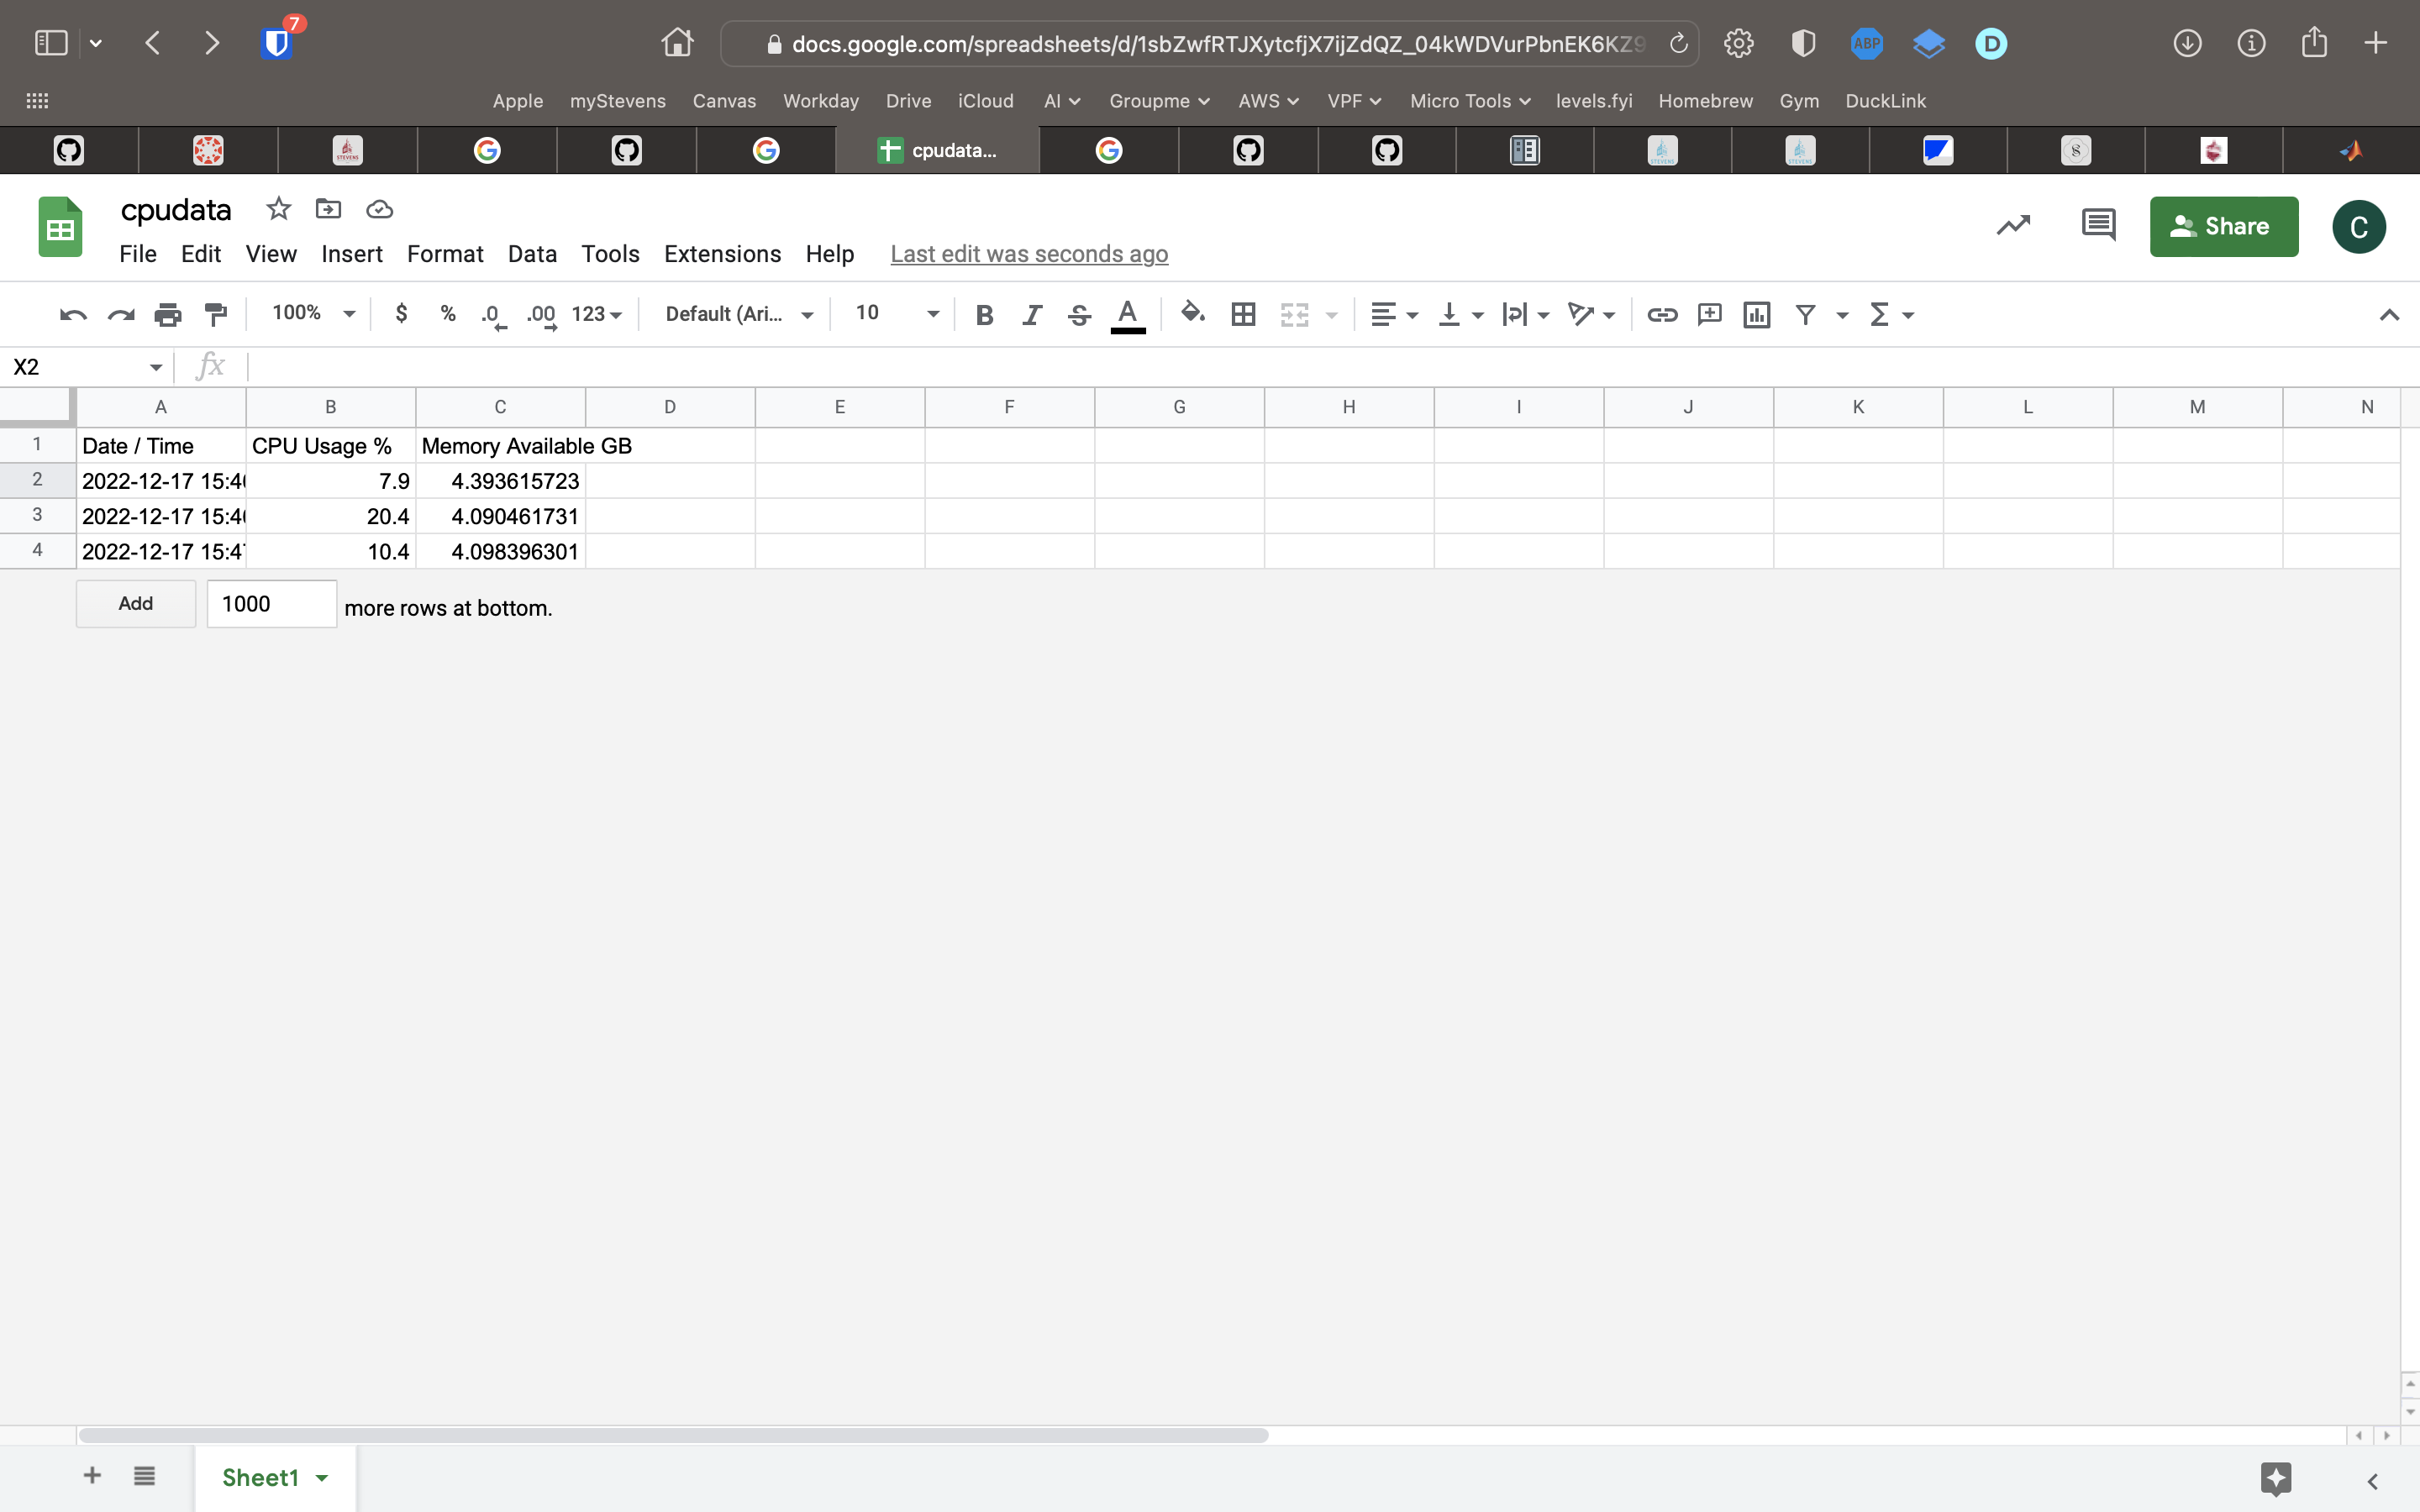 7
docs.google.com/spreadsheets/d/1sbZwfRTJXytcfjX7ijZdQZ_04kWDVurPbnEK6KZ9
ABP
D
Apple myStevens Canvas Workday Drive iCloud AI Groupme AWS VPF Micro Tools levels.fyi Homebrew Gym DuckLink
cpudata...
cpudata
File Edit View Insert Format Data Tools Extensions Help Last edit was seconds ago
Share
C
100% $ % .0 .00 123 Default (Ari... 10 B I S A
X2 fx
A B C D E F G H I J K L M N
1 Date / Time CPU Usage % Memory Available GB
2 2022-12-17 15:4 7.9 4.393615723
3 2022-12-17 15:4 20.4 4.090461731
4 2022-12-17 15:4 10.4 4.098396301
Add 1000 more rows at bottom.
Sheet1